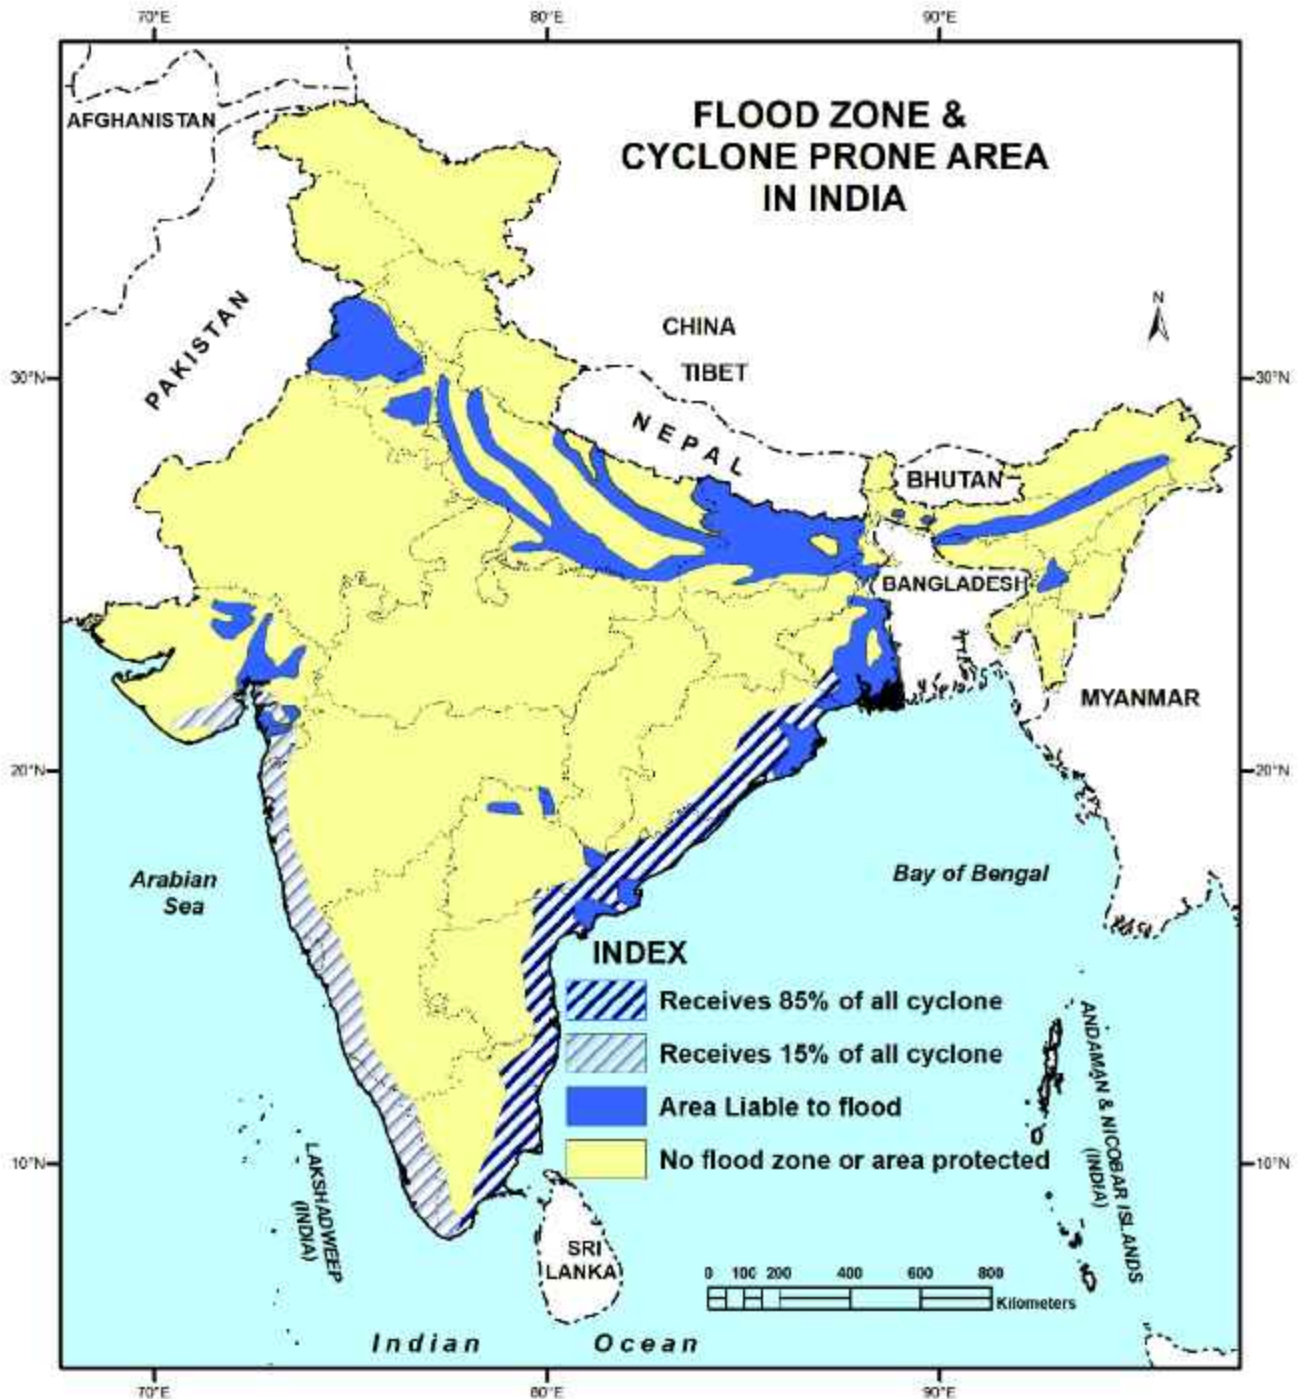 70°E
80°E
90°E
FLOOD ZONE &
CYCLONE PRONE AREA
IN INDIA
AFGHANISTAN
N
PAKISTAN
CHINA
TIBET
30°N
30°N
NEPAL
BHUTAN
BANGLADESH
MYANMAR
20°N
20°N
Arabian
Sea
Bay of Bengal
INDEX
Receives 85% of all cyclone
Receives 15% of all cyclone
Area Liable to flood
No flood zone or area protected
10°N
10°N
LAKSHADWEEP
(INDIA)
ANDAMAN & NICOBAR ISLANDS
(INDIA)
SRI
LANKA
0 100 200 400 600 800
Kilometers
Indian Ocean
70°E
80°E
90°E